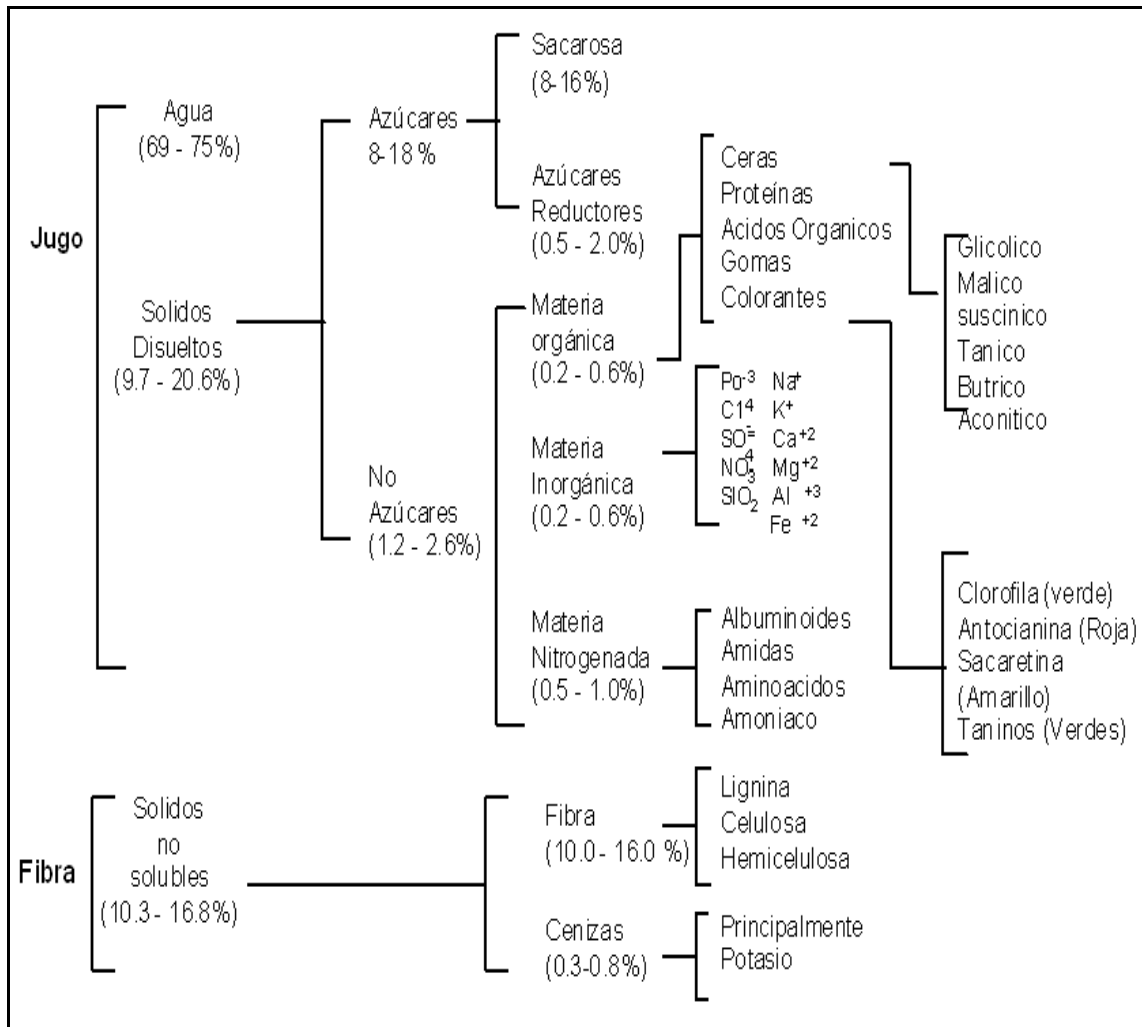 Jugo
Agua
(69 - 75%)
Solidos
Disueltos
(9.7 - 20.6%)
Azúcares
8-18 %
No
Azúcares
(1.2 - 2.6%)
Sacarosa
(8-16%)
Azúcares
Reductores
(0.5 - 2.0%)
Materia
orgánica
(0.2 - 0.6%)
Materia
Inorgánica
(0.2 - 0.6%)
Materia
Nitrogenada
(0.5 - 1.0%)
Ceras
Proteínas
Acidos Organicos
Gomas
Colorantes
Po-3 Na+
C14 K+
SO= Ca+2
NO4-3 Mg+2
SIO2 Al +3
Fe +2
Albuminoides
Amidas
Aminoacidos
Amoniaco
Glicolico
Malico
suscinico
Tanico
Butrico
Aconitico
Clorofila (verde)
Antocianina (Roja)
Sacaretina
(Amarillo)
Taninos (Verdes)
Fibra
Solidos
no
solubles
(10.3 - 16.8%)
Fibra
(10.0 - 16.0 %)
Cenizas
(0.3-0.8%)
Lignina
Celulosa
Hemicelulosa
Principalmente
Potasio